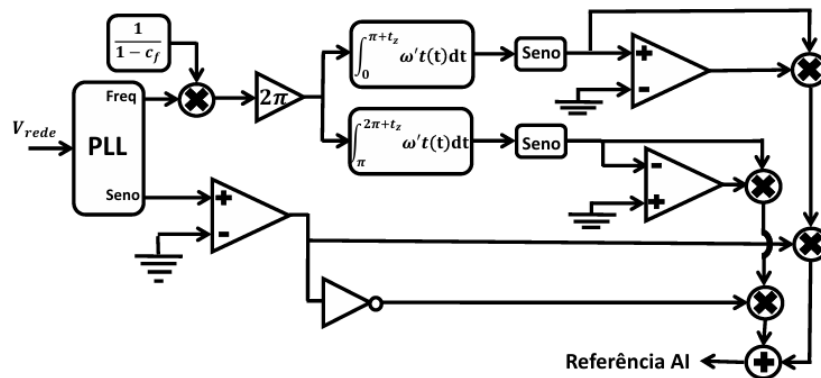 1
1 − c_f
∫_0^{π+t_z} ω't(t)dt
Seno
+
-
Freq
2π
V_rede
PLL
∫_π^{2π+t_z} ω't(t)dt
Seno
-
+
Seno
+
-
Referência AI
+